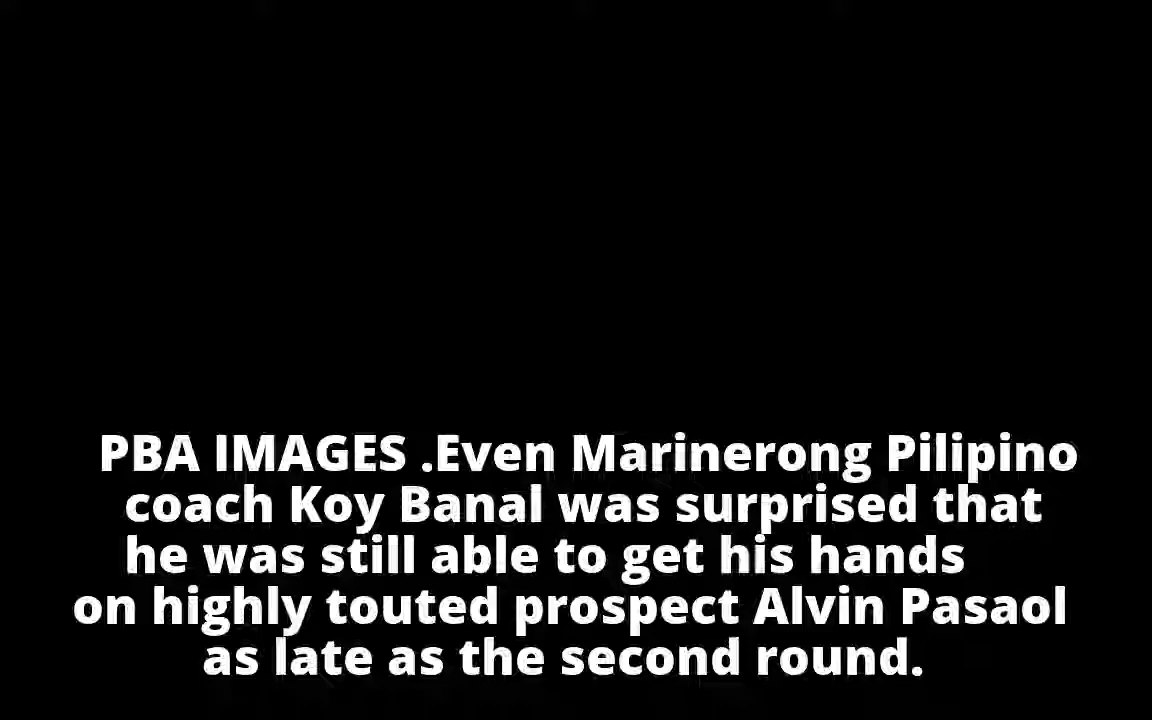 PBA IMAGES .Even Marinerong Pilipino
coach Koy Banal was surprised that
he was still able to get his hands
on highly touted prospect Alvin Pasaol
as late as the second round.